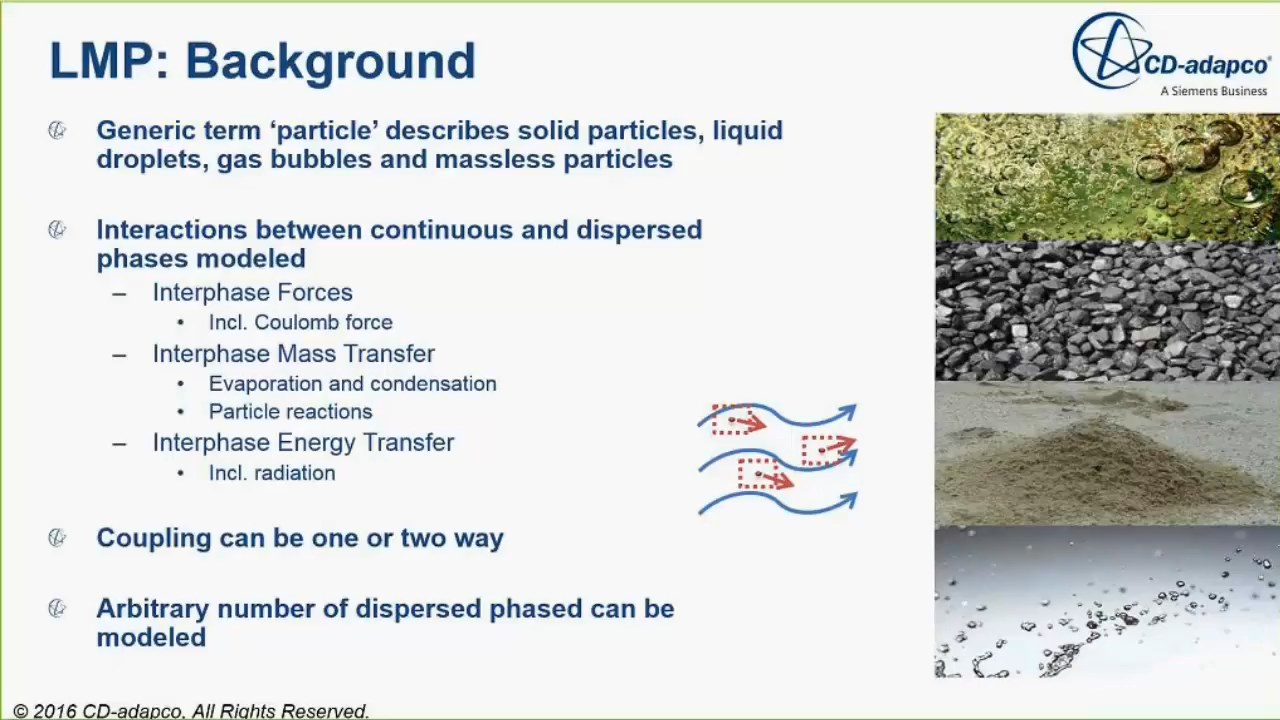 LMP: Background
CD-adapco
A Siemens Business
Generic term ‘particle’ describes solid particles, liquid
droplets, gas bubbles and massless particles
Interactions between continuous and dispersed
phases modeled
– Interphase Forces
• Incl. Coulomb force
– Interphase Mass Transfer
• Evaporation and condensation
• Particle reactions
– Interphase Energy Transfer
• Incl. radiation
Coupling can be one or two way
Arbitrary number of dispersed phased can be
modeled
© 2016 CD-adapco. All Rights Reserved.